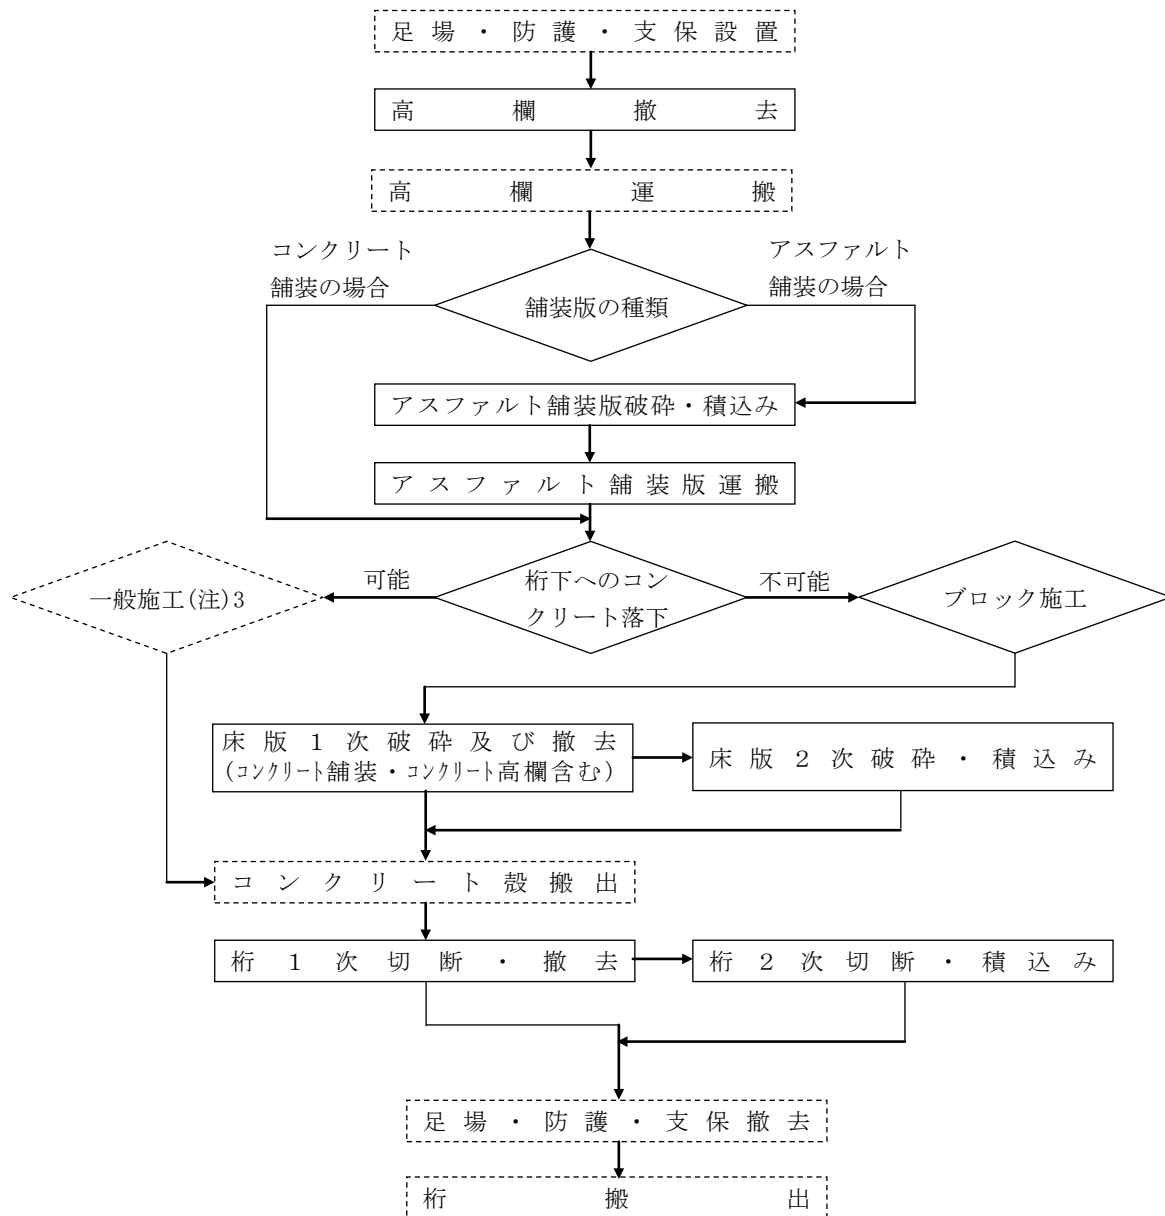 足場・防護・支保設置
高欄撤去
高欄運搬
コンクリート
舗装の場合
アスファルト
舗装の場合
舗装版の種類
アスファルト舗装版破砕・積込み
アスファルト舗装版運搬
一般施工(注)3
可能
桁下へのコン
クリート落下
不可能
ブロック施工
床版1次破砕及び撤去
(ｺﾝｸﾘｰﾄ舗装・ｺﾝｸﾘｰﾄ高欄含む)
床版2次破砕・積込み
コンクリート殻搬出
桁1次切断・撤去
桁2次切断・積込み
足場・防護・支保撤去
桁搬出